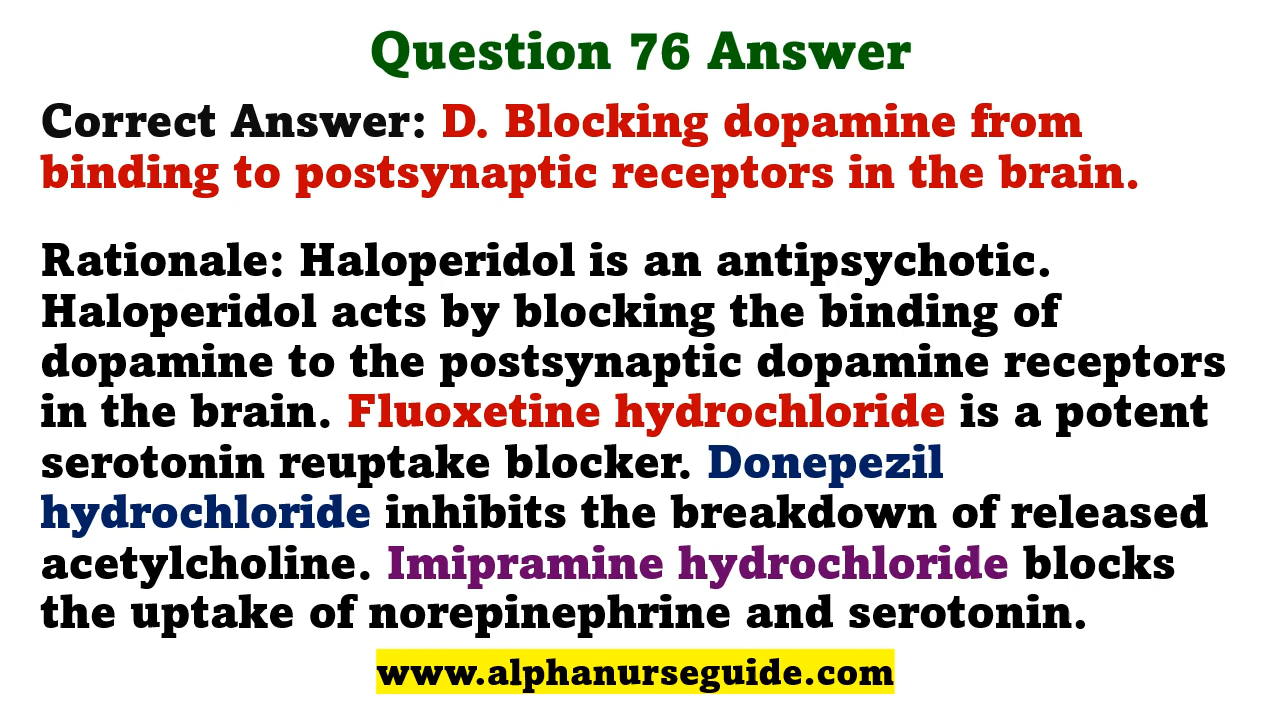 Question 76 Answer
Correct Answer: D. Blocking dopamine from
binding to postsynaptic receptors in the brain.
Rationale: Haloperidol is an antipsychotic.
Haloperidol acts by blocking the binding of
dopamine to the postsynaptic dopamine receptors
in the brain. Fluoxetine hydrochloride is a potent
serotonin reuptake blocker. Donepezil
hydrochloride inhibits the breakdown of released
acetylcholine. Imipramine hydrochloride blocks
the uptake of norepinephrine and serotonin.
www.alphanurseguide.com